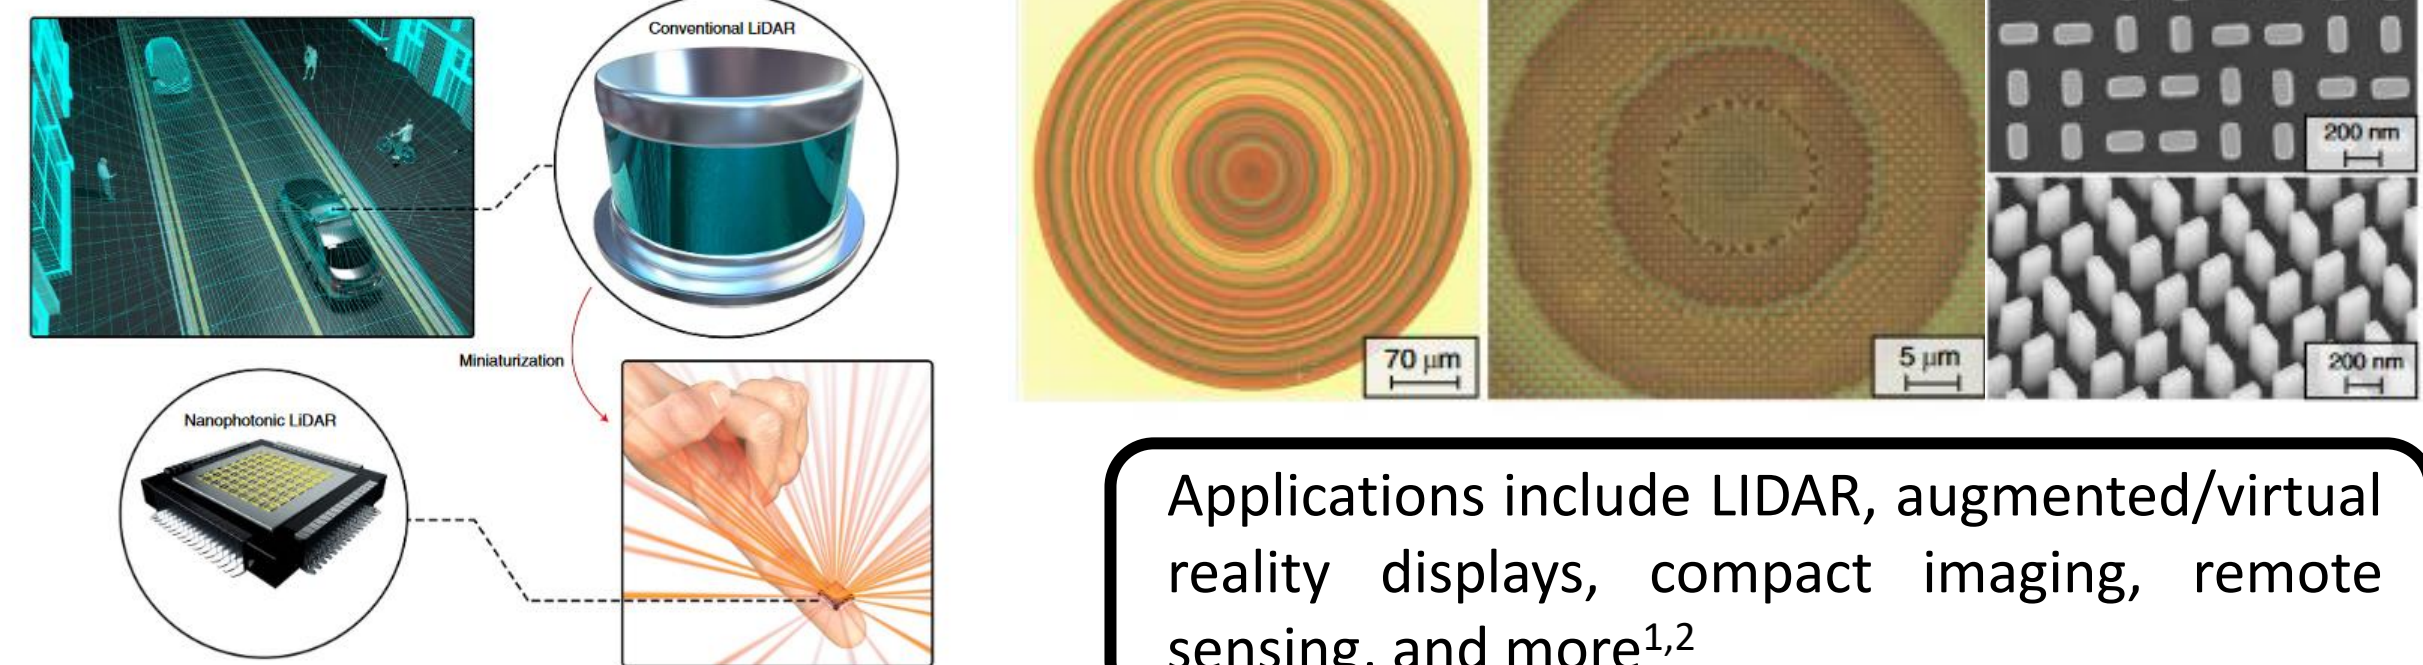 Conventional LiDAR
Miniaturization
Nanophotonic LiDAR
70 μm
5 μm
200 nm
200 nm
Applications include LIDAR, augmented/virtual
reality displays, compact imaging, remote
sensing, and more1,2